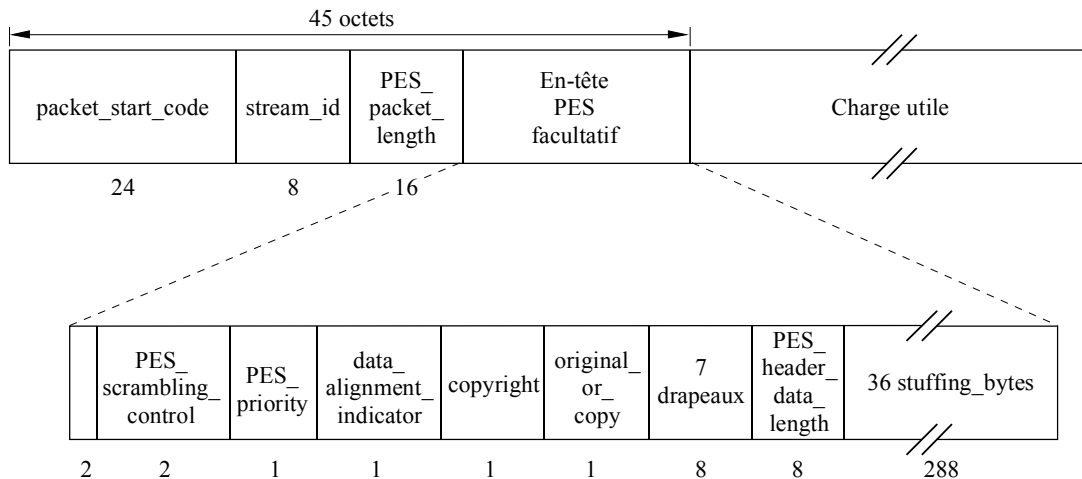 45 octets
packet_start_code
stream_id
PES_
packet_
length
En-tête
PES
facultatif
Charge utile
24
8
16
PES_
scrambling_
control
PES_
priority
data_
alignment_
indicator
copyright
original_
or_
copy
7
drapeaux
PES_
header_
data_
length
36 stuffing_bytes
2
2
1
1
1
1
8
8
288